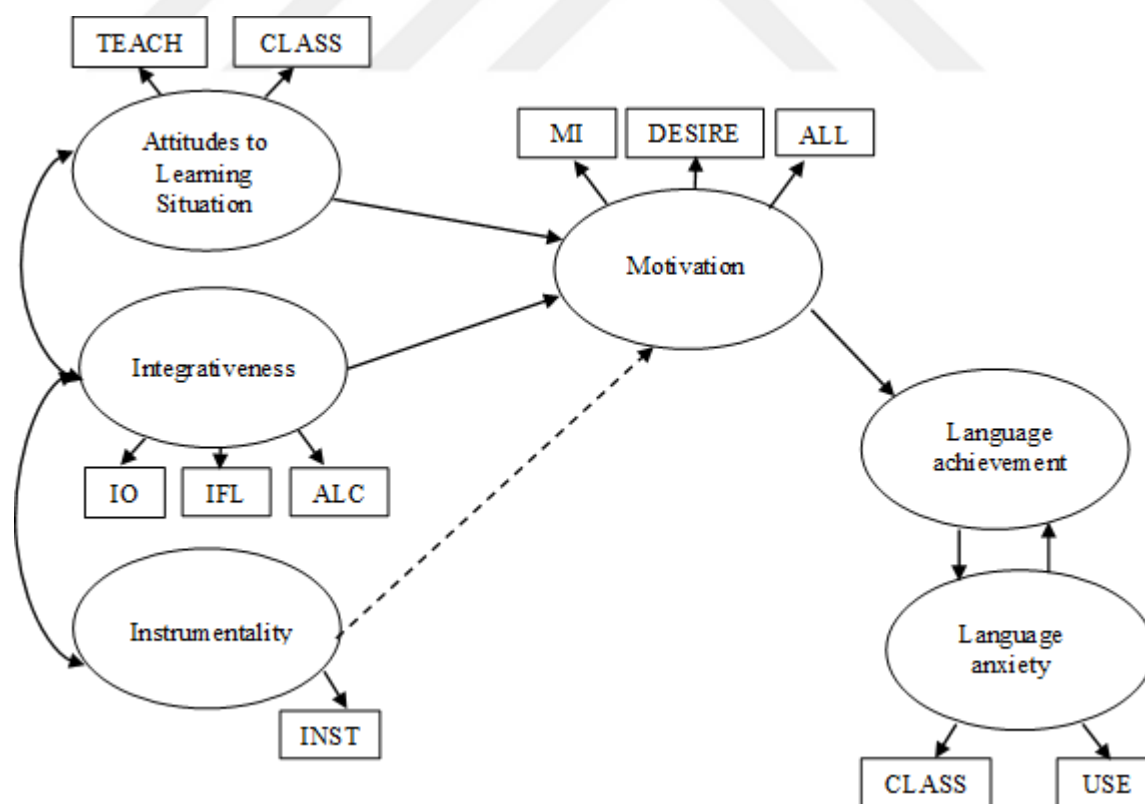 TEACH
CLASS
Attitudes to
Learning
Situation
MI
DESIRE
ALL
Motivation
Integrativeness
IO
IFL
ALC
Language
achievement
Instrumentality
INST
Language
anxiety
CLASS
USE